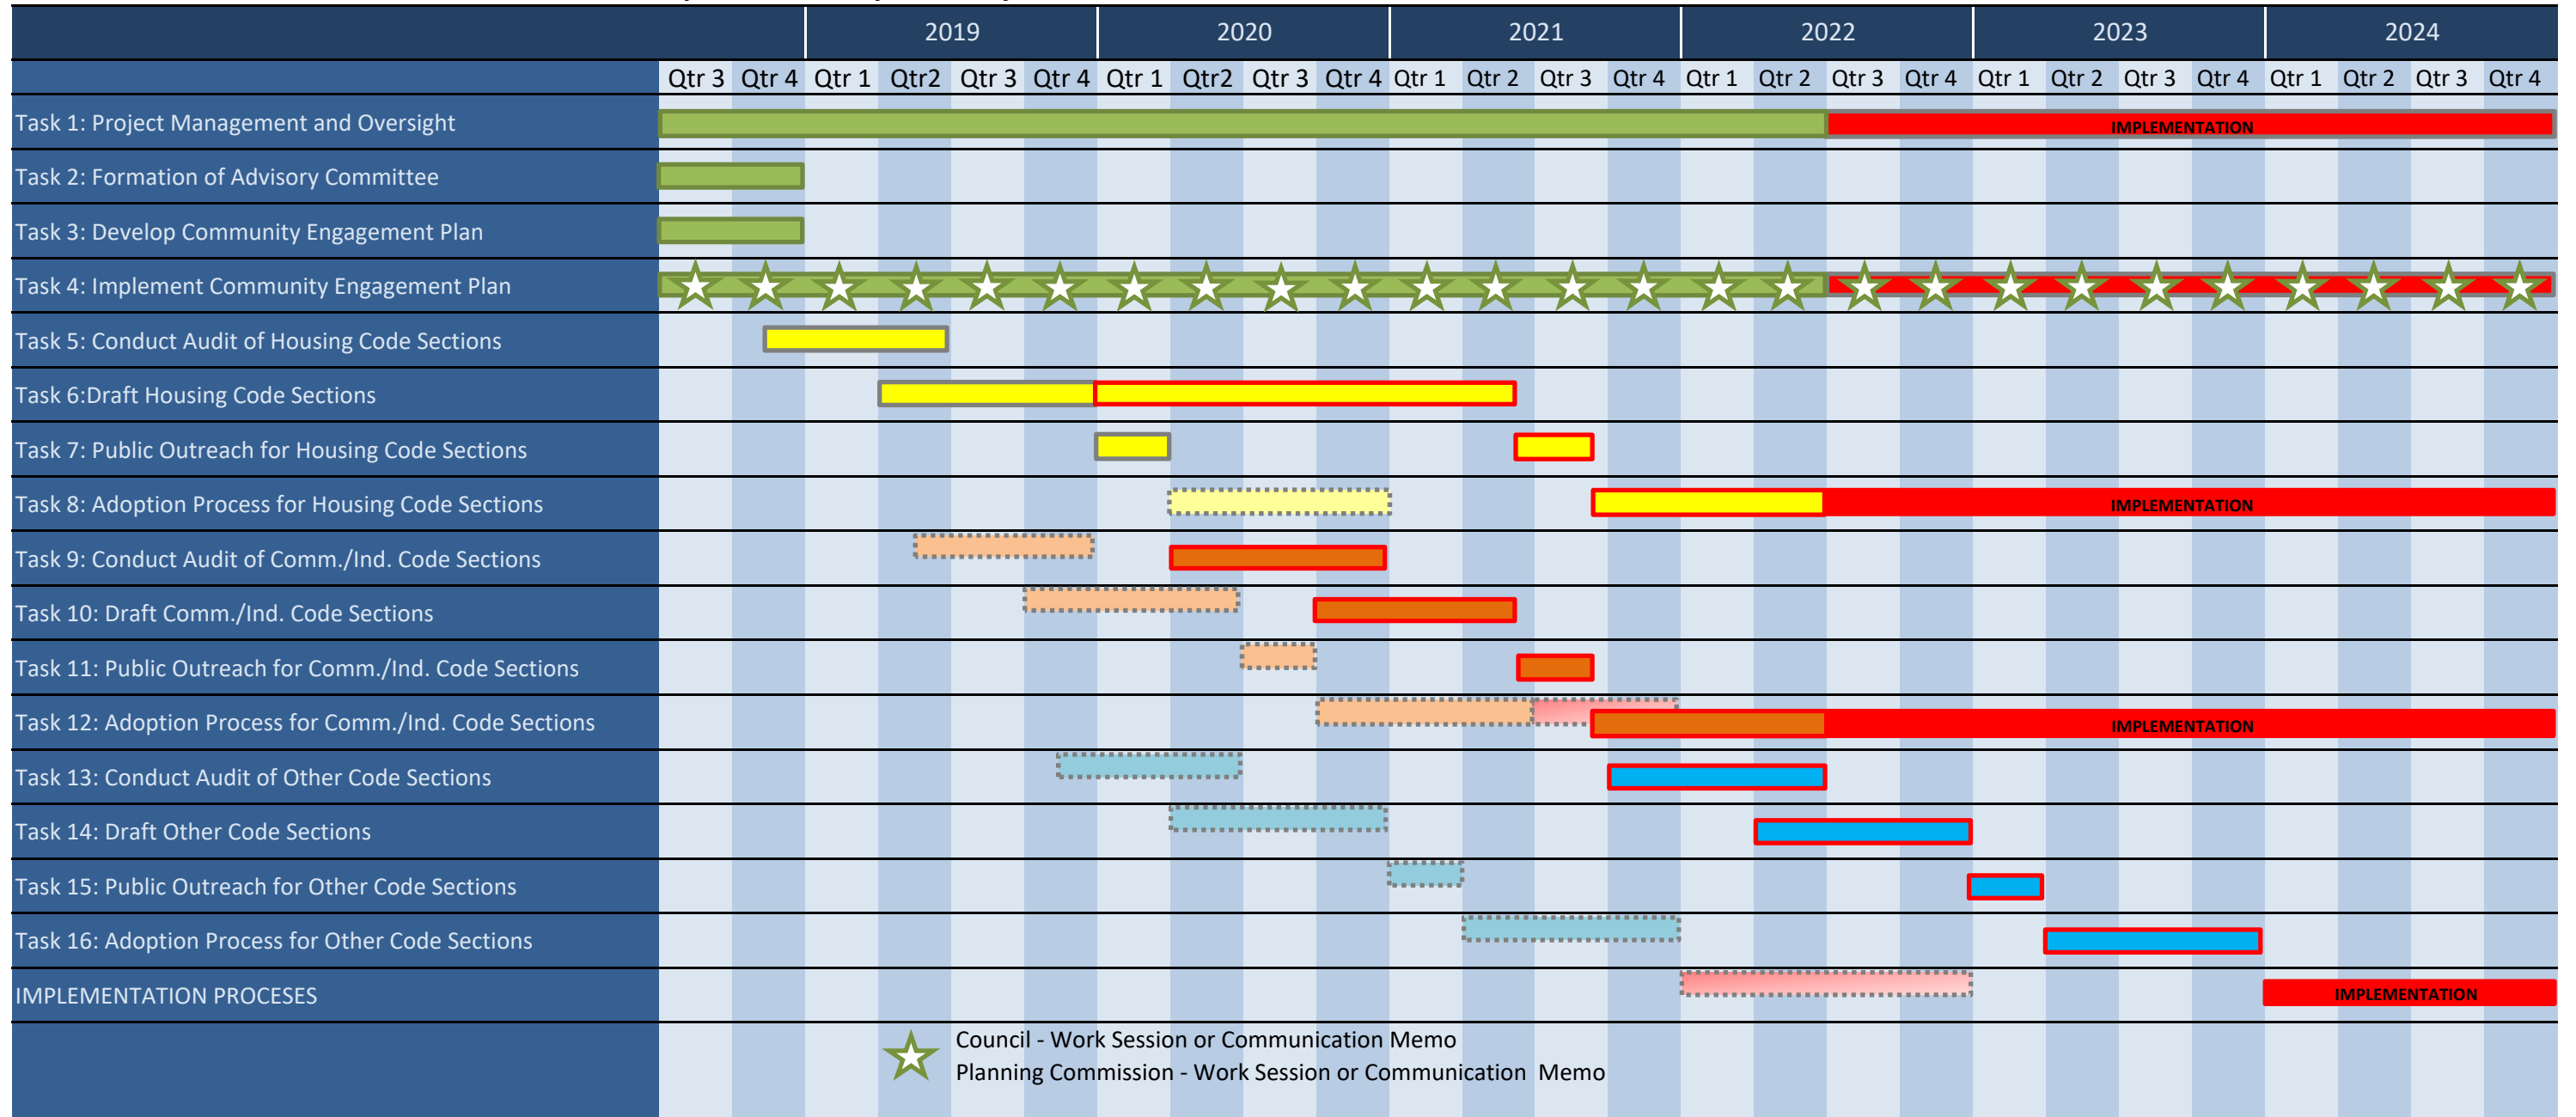 2019 2020 2021 2022 2023 2024
Qtr 3 Qtr 4 Qtr 1 Qtr2 Qtr 3 Qtr 4 Qtr 1 Qtr2 Qtr 3 Qtr 4 Qtr 1 Qtr 2 Qtr 3 Qtr 4 Qtr 1 Qtr 2 Qtr 3 Qtr 4 Qtr 1 Qtr 2 Qtr 3 Qtr 4 Qtr 1 Qtr 2 Qtr 3 Qtr 4
Task 1: Project Management and Oversight IMPLEMENTATION
Task 2: Formation of Advisory Committee
Task 3: Develop Community Engagement Plan
Task 4: Implement Community Engagement Plan
Task 5: Conduct Audit of Housing Code Sections
Task 6:Draft Housing Code Sections
Task 7: Public Outreach for Housing Code Sections
Task 8: Adoption Process for Housing Code Sections IMPLEMENTATION
Task 9: Conduct Audit of Comm./Ind. Code Sections
Task 10: Draft Comm./Ind. Code Sections
Task 11: Public Outreach for Comm./Ind. Code Sections
Task 12: Adoption Process for Comm./Ind. Code Sections IMPLEMENTATION
Task 13: Conduct Audit of Other Code Sections
Task 14: Draft Other Code Sections
Task 15: Public Outreach for Other Code Sections
Task 16: Adoption Process for Other Code Sections
IMPLEMENTATION PROCESES IMPLEMENTATION
Council - Work Session or Communication Memo
Planning Commission - Work Session or Communication Memo